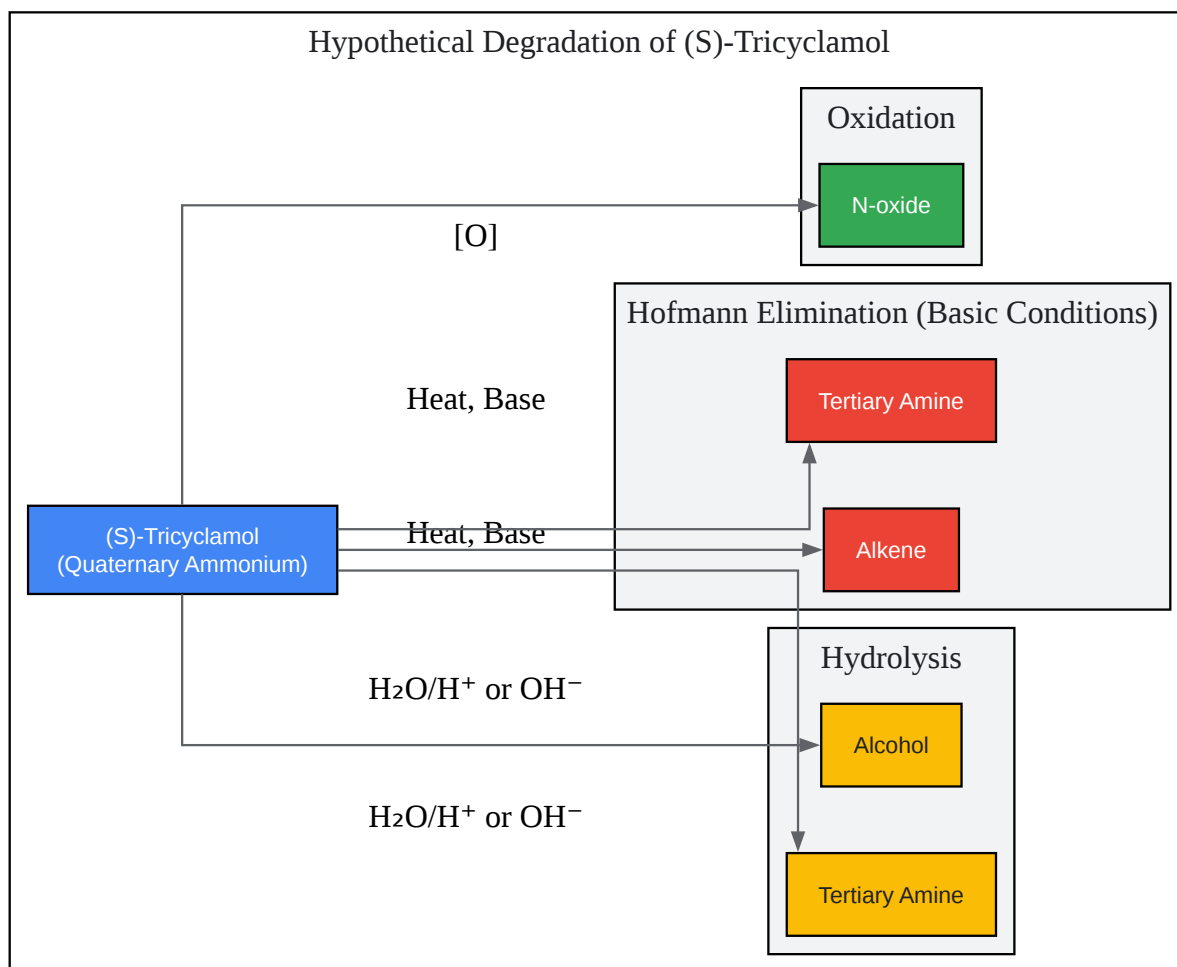 Hypothetical Degradation of (S)-Tricyclamol
Oxidation
N-oxide
[O]
Hofmann Elimination (Basic Conditions)
Tertiary Amine
Heat, Base
(S)-Tricyclamol
(Quaternary Ammonium)
Heat, Base
Alkene
Hydrolysis
H₂O/H⁺ or OH⁻
Alcohol
H₂O/H⁺ or OH⁻
Tertiary Amine